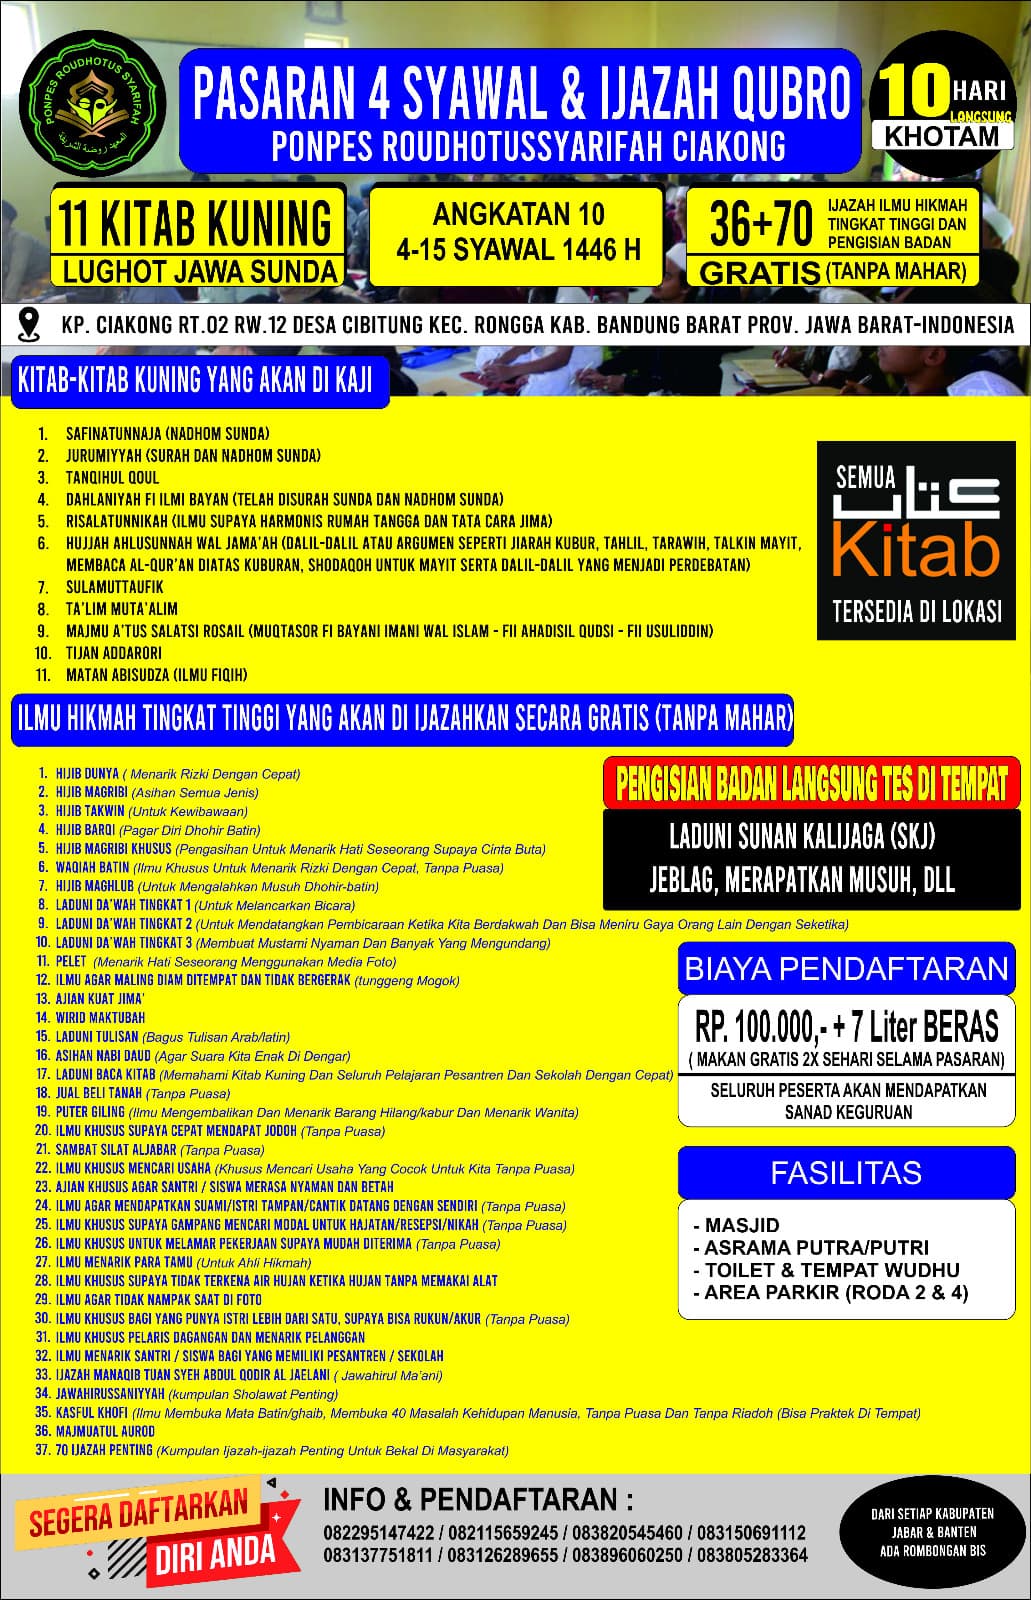 PONPES ROUDHOTUS SYARIFAH
المعهد روضة الشريفة
PASARAN 4 SYAWAL & IJAZAH QUBRO
PONPES ROUDHOTUSSYARIFAH CIAKONG
10 HARI
LANGSUNG
KHOTAM
11 KITAB KUNING
LUGHOT JAWA SUNDA
ANGKATAN 10
4-15 SYAWAL 1446 H
36+70
IJAZAH ILMU HIKMAH
TINGKAT TINGGI DAN
PENGISIAN BADAN
GRATIS (TANPA MAHAR)
KP. CIAKONG RT.02 RW.12 DESA CIBITUNG KEC. RONGGA KAB. BANDUNG BARAT PROV. JAWA BARAT-INDONESIA
KITAB-KITAB KUNING YANG AKAN DI KAJI
1. SAFINATUNNAJA (NADHOM SUNDA)
2. JURUMIYYAH (SURAH DAN NADHOM SUNDA)
3. TANQIHUL QOUL
4. DAHLANIYAH FI ILMI BAYAN (TELAH DISURAH SUNDA DAN NADHOM SUNDA)
5. RISALATUNNIKAH (ILMU SUPAYA HARMONIS RUMAH TANGGA DAN TATA CARA JIMA)
6. HUJJAH AHLUSUNNAH WAL JAMA'AH (DALIL-DALIL ATAU ARGUMEN SEPERTI JIARAH KUBUR, TAHLIL, TARAWIH, TALKIN MAYIT,
MEMBACA AL-QUR'AN DIATAS KUBURAN, SHODAQOH UNTUK MAYIT SERTA DALIL-DALIL YANG MENJADI PERDEBATAN)
7. SULAMUTTAUFIK
8. TA'LIM MUTA'ALIM
9. MAJMU A'TUS SALATSI ROSAIL (MUQTASOR FI BAYANI IMANI WAL ISLAM - FII AHADISIL QUDSI - FII USULIDDIN)
10. TIJAN ADDARORI
11. MATAN ABISUDZA (ILMU FIQIH)
SEMUA
كتاب
Kitab
TERSEDIA DI LOKASI
ILMU HIKMAH TINGKAT TINGGI YANG AKAN DI IJAZAHKAN SECARA GRATIS (TANPA MAHAR)
1. HIJIB DUNYA ( Menarik Rizki Dengan Cepat)
2. HIJIB MAGRIBI (Asihan Semua Jenis)
3. HIJIB TAKWIN (Untuk Kewibawaan)
4. HIJIB BARQI (Pagar Diri Dhohir Batin)
5. HIJIB MAGRIBI KHUSUS (Pengasihan Untuk Menarik Hati Seseorang Supaya Cinta Buta)
6. WAQIAH BATIN (Ilmu Khusus Untuk Menarik Rizki Dengan Cepat, Tanpa Puasa)
7. HIJIB MAGHLUB (Untuk Mengalahkan Musuh Dhohir-batin)
8. LADUNI DA'WAH TINGKAT 1 (Untuk Melancarkan Bicara)
9. LADUNI DA'WAH TINGKAT 2 (Untuk Mendatangkan Pembicaraan Ketika Kita Berdakwah Dan Bisa Meniru Gaya Orang Lain Dengan Seketika)
10. LADUNI DA'WAH TINGKAT 3 (Membuat Mustami Nyaman Dan Banyak Yang Mengundang)
11. PELET (Menarik Hati Seseorang Menggunakan Media Foto)
12. ILMU AGAR MALING DIAM DITEMPAT DAN TIDAK BERGERAK (tunggeng Mogok)
13. AJIAN KUAT JIMA'
14. WIRID MAKTUBAH
15. LADUNI TULISAN (Bagus Tulisan Arab/latin)
16. ASIHAN NABI DAUD (Agar Suara Kita Enak Di Dengar)
17. LADUNI BACA KITAB (Memahami Kitab Kuning Dan Seluruh Pelajaran Pesantren Dan Sekolah Dengan Cepat)
18. JUAL BELI TANAH (Tanpa Puasa)
19. PUTER GILING (Ilmu Mengembalikan Dan Menarik Barang Hilang/kabur Dan Menarik Wanita)
20. ILMU KHUSUS SUPAYA CEPAT MENDAPAT JODOH (Tanpa Puasa)
21. SAMBAT SILAT ALJABAR (Tanpa Puasa)
22. ILMU KHUSUS MENCARI USAHA (Khusus Mencari Usaha Yang Cocok Untuk Kita Tanpa Puasa)
23. AJIAN KHUSUS AGAR SANTRI / SISWA MERASA NYAMAN DAN BETAH
24. ILMU AGAR MENDAPATKAN SUAMI/ISTRI TAMPAN/CANTIK DATANG DENGAN SENDIRI (Tanpa Puasa)
25. ILMU KHUSUS SUPAYA GAMPANG MENCARI MODAL UNTUK HAJATAN/RESEPSI/NIKAH (Tanpa Puasa)
26. ILMU KHUSUS UNTUK MELAMAR PEKERJAAN SUPAYA MUDAH DITERIMA (Tanpa Puasa)
27. ILMU MENARIK PARA TAMU (Untuk Ahli Hikmah)
28. ILMU KHUSUS SUPAYA TIDAK TERKENA AIR HUJAN KETIKA HUJAN TANPA MEMAKAI ALAT
29. ILMU AGAR TIDAK NAMPAK SAAT DI FOTO
30. ILMU KHUSUS BAGI YANG PUNYA ISTRI LEBIH DARI SATU, SUPAYA BISA RUKUN/AKUR (Tanpa Puasa)
31. ILMU KHUSUS PELARIS DAGANGAN DAN MENARIK PELANGGAN
32. ILMU MENARIK SANTRI / SISWA BAGI YANG MEMILIKI PESANTREN / SEKOLAH
33. IJAZAH MANAQIB TUAN SYEH ABDUL QODIR AL JAELANI ( Jawahirul Ma'ani)
34. JAWAHIRUSSANIYYAH (kumpulan Sholawat Penting)
35. KASFUL KHOFI (Ilmu Membuka Mata Batin/ghaib, Membuka 40 Masalah Kehidupan Manusia, Tanpa Puasa Dan Tanpa Riadoh (Bisa Praktek Di Tempat)
36. MAJMUATUL AUROD
37. 70 IJAZAH PENTING (Kumpulan Ijazah-ijazah Penting Untuk Bekal Di Masyarakat)
PENGISIAN BADAN LANGSUNG TES DI TEMPAT
LADUNI SUNAN KALIJAGA (SKJ)
JEBLAG, MERAPATKAN MUSUH, DLL
BIAYA PENDAFTARAN
RP. 100.000,- + 7 Liter BERAS
( MAKAN GRATIS 2X SEHARI SELAMA PASARAN)
SELURUH PESERTA AKAN MENDAPATKAN
SANAD KEGURUAN
FASILITAS
- MASJID
- ASRAMA PUTRA/PUTRI
- TOILET & TEMPAT WUDHU
- AREA PARKIR (RODA 2 & 4)
SEGERA DAFTARKAN
DIRI ANDA
INFO & PENDAFTARAN :
082295147422 / 082115659245 / 083820545460 / 083150691112
083137751811 / 083126289655 / 083896060250 / 083805283364
DARI SETIAP KABUPATEN
JABAR & BANTEN
ADA ROMBONGAN BIS